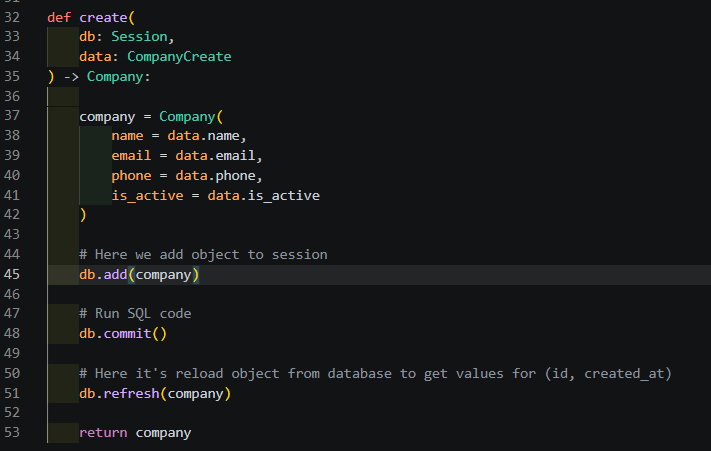 32 def create(
33     db: Session,
34     data: CompanyCreate
35 ) -> Company:
36
37     company = Company(
38         name = data.name,
39         email = data.email,
40         phone = data.phone,
41         is_active = data.is_active
42     )
43
44     # Here we add object to session
45     db.add(company)
46
47     # Run SQL code
48     db.commit()
49
50     # Here it's reload object from database to get values for (id, created_at)
51     db.refresh(company)
52
53     return company